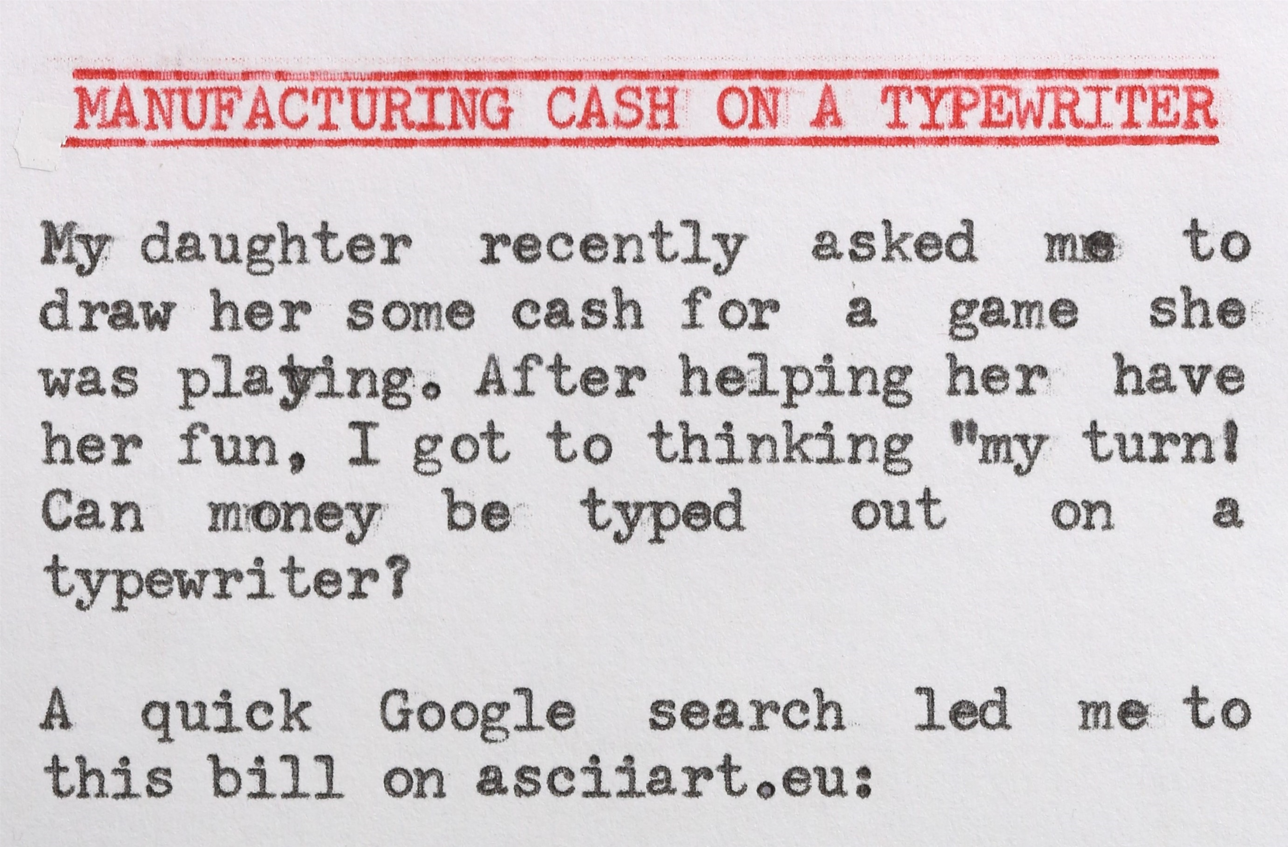 MANUFACTURING CASH ON A TYPEWRITER
My daughter recently asked me to
draw her some cash for a game she
was playing. After helping her have
her fun, I got to thinking "my turn!
Can money be typed out on a
typewriter?
A quick Google search led me to
this bill on asciiart.eu: